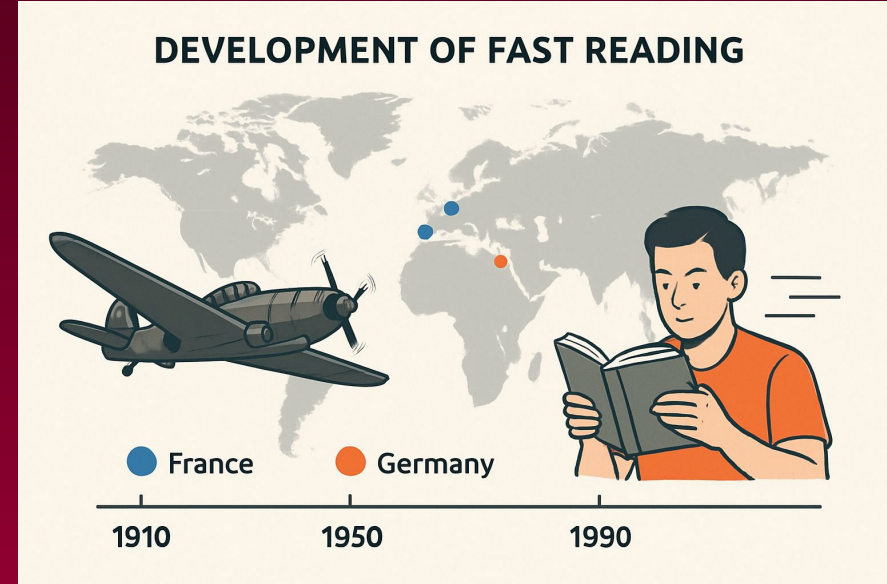 DEVELOPMENT OF FAST READING
France
Germany
1910
1950
1990